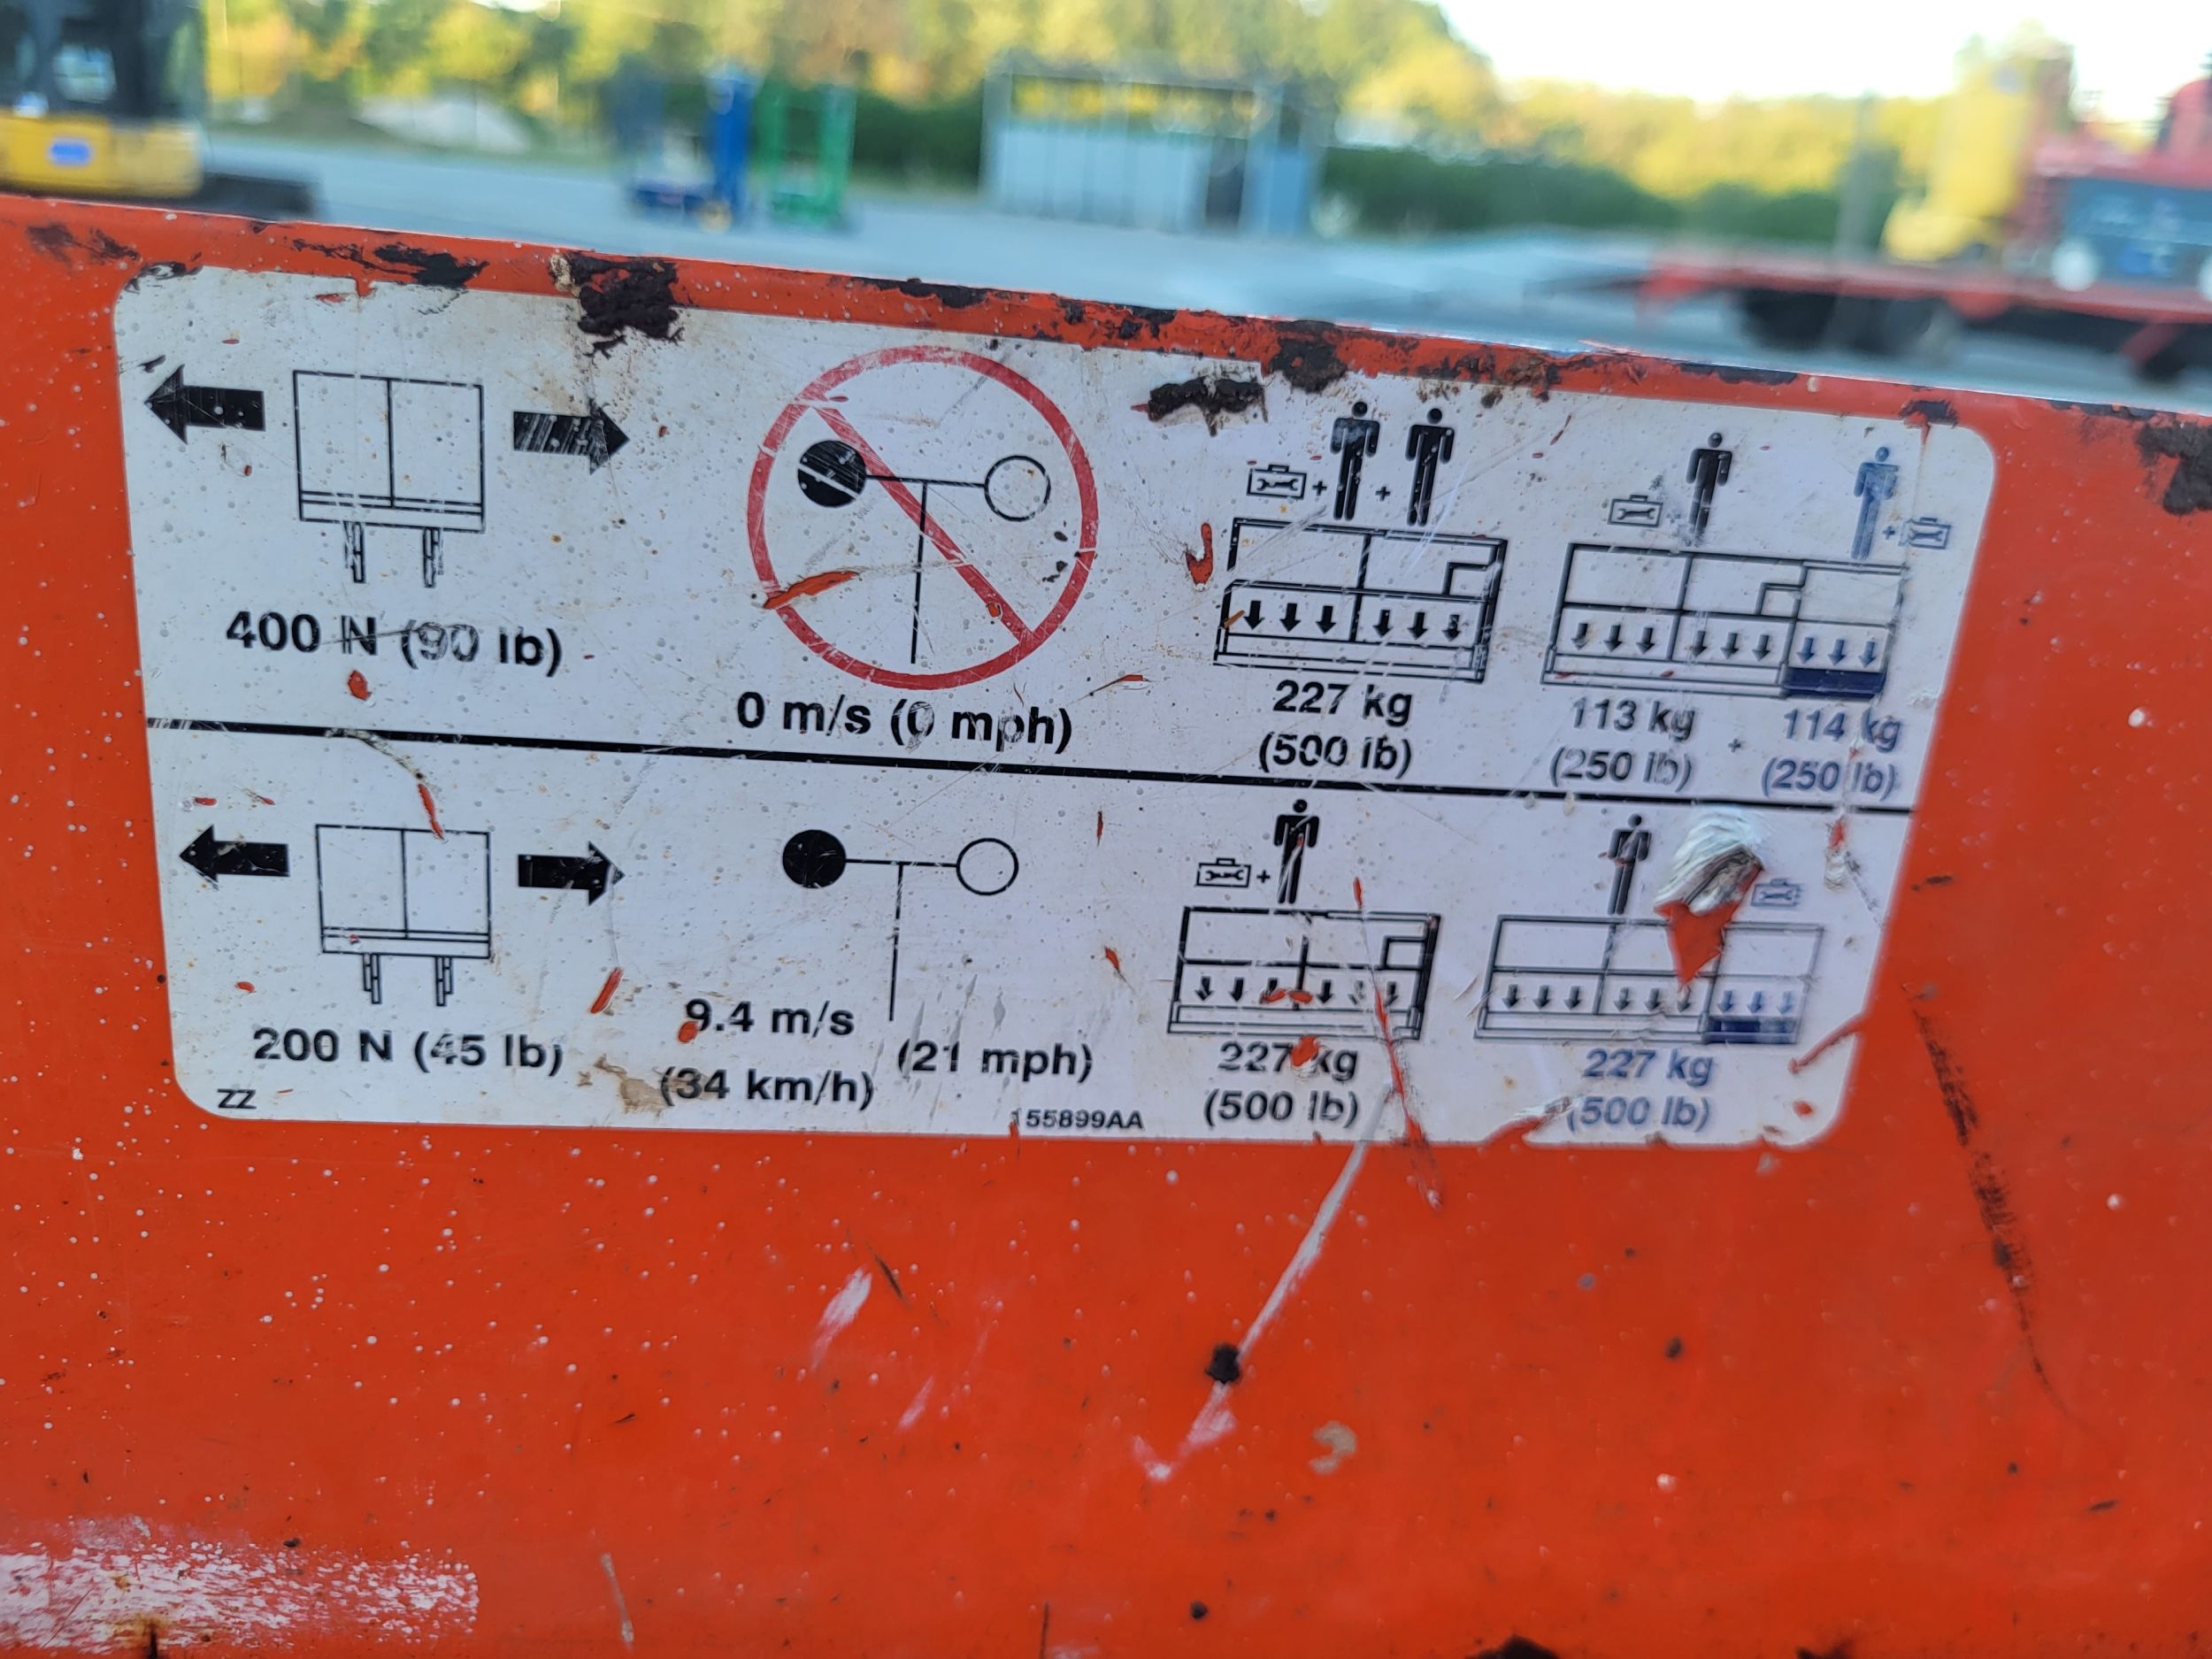 400 N (90 lb)
0 m/s (0 mph)
227 kg
(500 lb)
113 kg + 114 kg
(250 lb) (250 lb)
200 N (45 lb)
9.4 m/s
(34 km/h)
(21 mph)
227 kg
(500 lb)
227 kg
(500 lb)
ZZ
155899AA